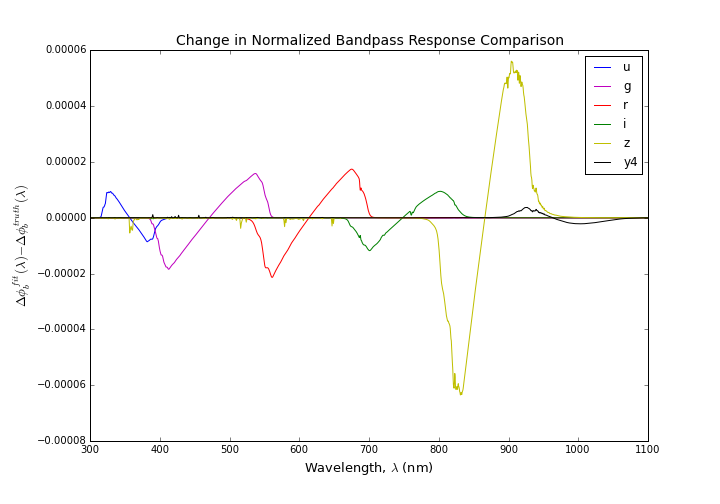 Change in Normalized Bandpass Response Comparison
0.00006
0.00004
0.00002
0.00000
−0.00002
−0.00004
−0.00006
−0.00008
300 400 500 600 700 800 900 1000 1100
Wavelength, λ (nm)
Δϕ_b^{fit}(λ)−Δϕ_b^{truth}(λ)
u
g
r
i
z
y4